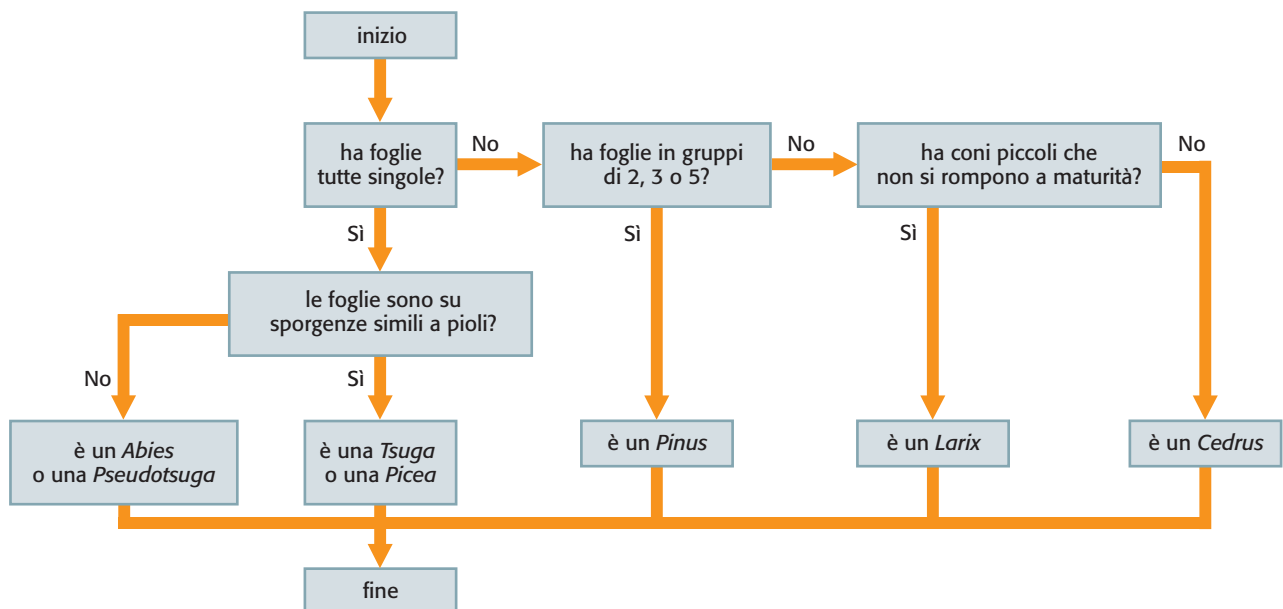 inizio
ha foglie
tutte singole?
No
ha foglie in gruppi
di 2, 3 o 5?
No
ha coni piccoli che
non si rompono a maturità?
No
Sì
Sì
Sì
le foglie sono su
sporgenze simili a pioli?
No
Sì
è un Abies
o una Pseudotsuga
è una Tsuga
o una Picea
è un Pinus
è un Larix
è un Cedrus
fine